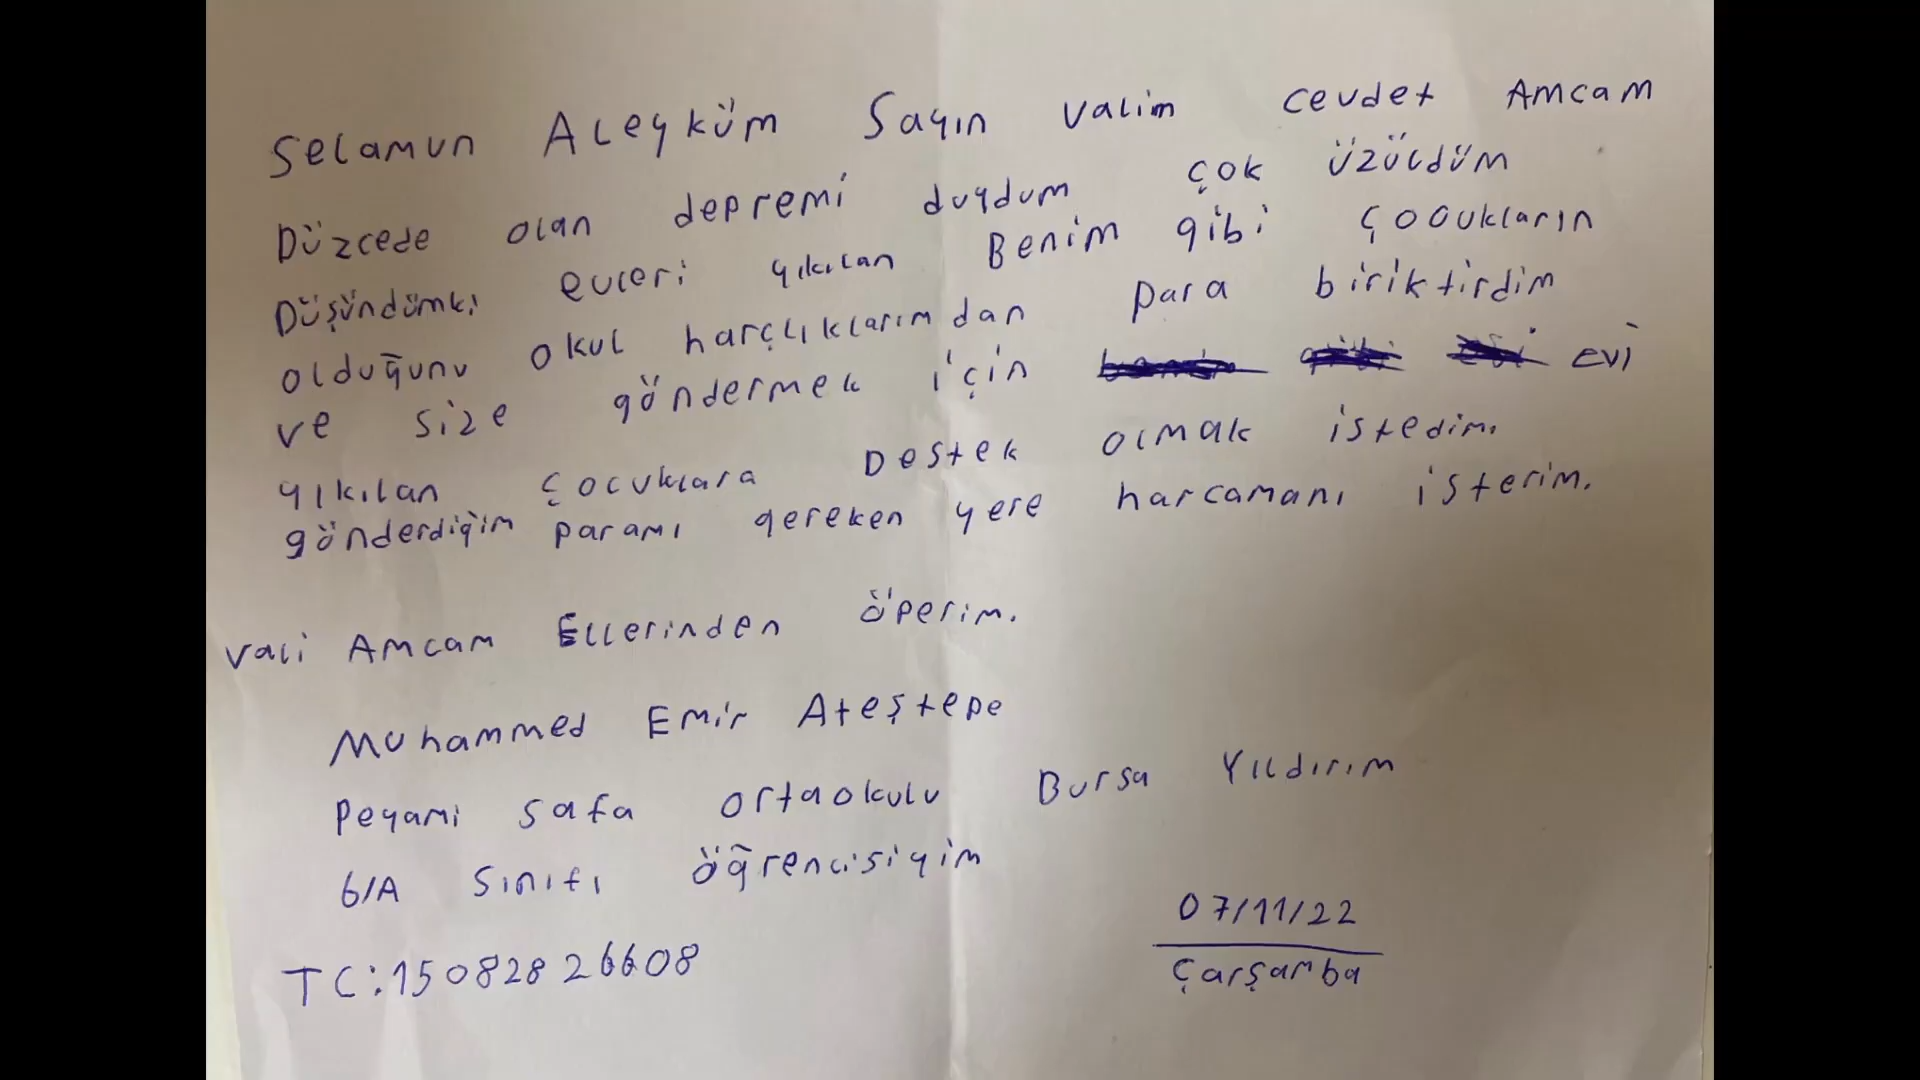 Selamun Aleyküm Sayın valim cevdet Amcam
Düzcede olan depremi duydum çok üzüldüm
Düşündümki evleri yıkılan Benim gibi çocukların
olduğunu okul harçlıklarımdan para biriktirdim
ve size göndermek için evi
yıkılan çocuklara Destek olmak istedim.
gönderdiğim paramı gereken yere harcamanı isterim.
vali Amcam Ellerinden öperim.
Muhammed Emir Ateştepe
Peyami safa ortaokulu Bursa Yıldırım
6/A sınıfı öğrencisiyim
07/11/22
TC:15082826608
Çarşamba